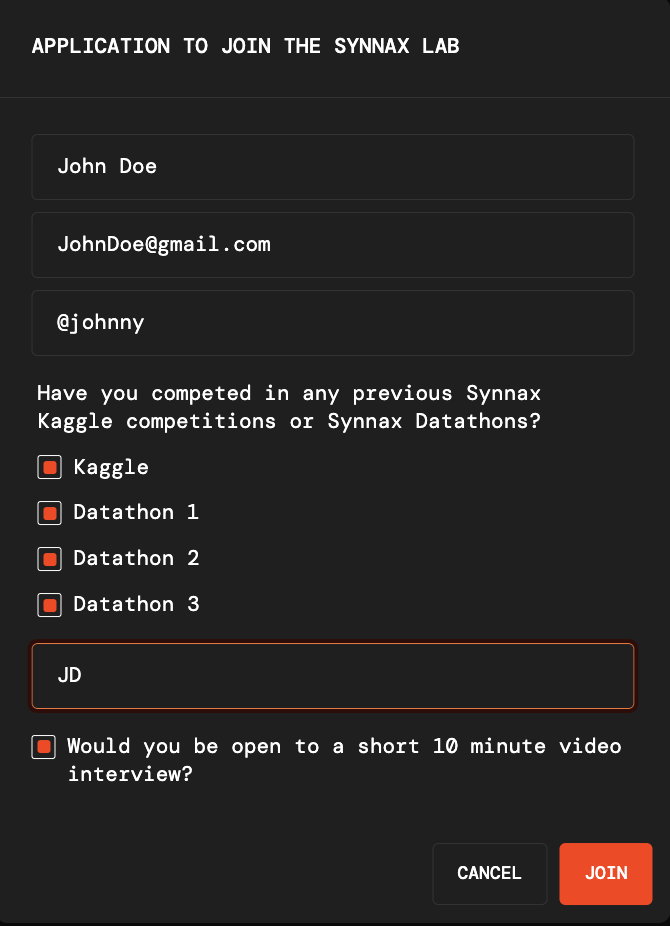 APPLICATION TO JOIN THE SYNNAX LAB
John Doe
JohnDoe@gmail.com
@johnny
Have you competed in any previous Synnax
Kaggle competitions or Synnax Datathons?
Kaggle
Datathon 1
Datathon 2
Datathon 3
JD
Would you be open to a short 10 minute video
interview?
CANCEL
JOIN